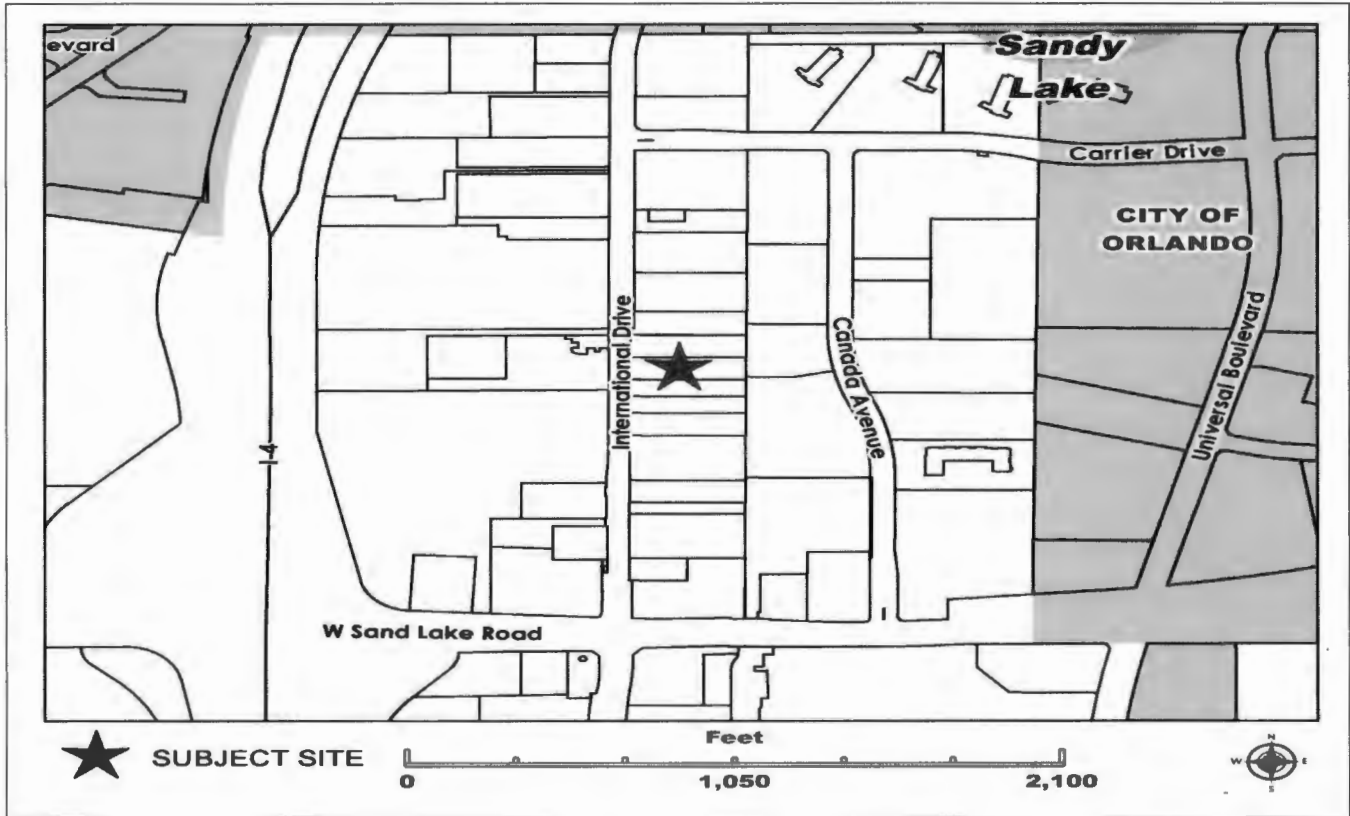 evard
Sandy
Lake
Carrier Drive
CITY OF
ORLANDO
International Drive
Canada Avenue
Universal Boulevard
I-4
W Sand Lake Road
SUBJECT SITE
Feet
0
1,050
2,100
N
W
E
S